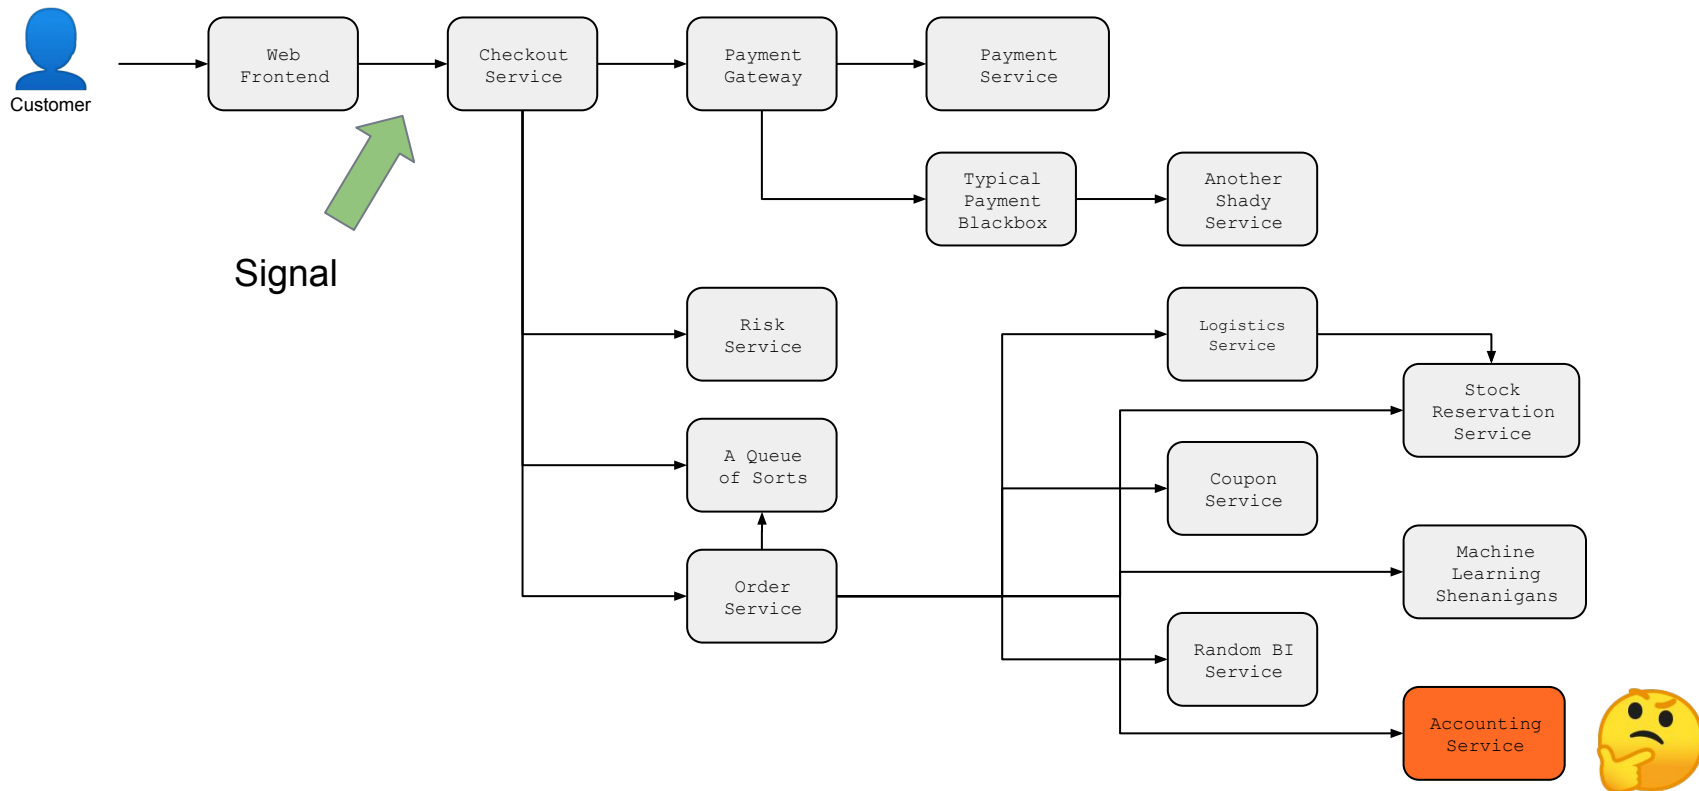 Customer
Web
Frontend
Checkout
Service
Payment
Gateway
Payment
Service
Typical
Payment
Blackbox
Another
Shady
Service
Signal
Risk
Service
Logistics
Service
Stock
Reservation
Service
A Queue
of Sorts
Coupon
Service
Order
Service
Machine
Learning
Shenanigans
Random BI
Service
Accounting
Service